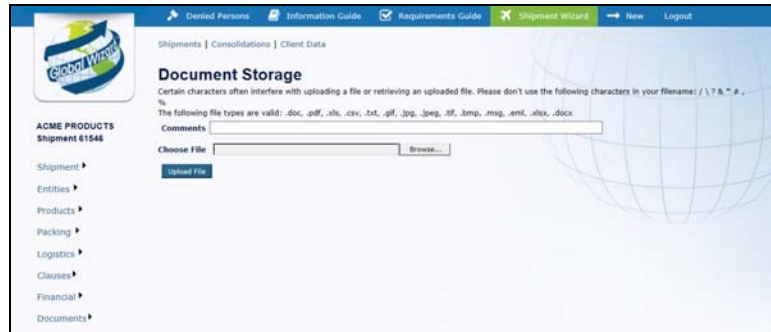 Denied Persons Information Guide Requirements Guide Shipment Wizard New Logout
Global Wizard
Shipments | Consolidations | Client Data
Document Storage
Certain characters often interfere with uploading a file or retrieving an uploaded file. Please don't use the following characters in your filename: / \ ? & " # ,
%
The following file types are valid: .doc, .pdf, .xls, .csv, .txt, .gif, .jpg, .jpeg, .tif, .bmp, .msg, .eml, .xlsx, .docx
Comments
Choose File Browse...
Upload File
ACME PRODUCTS
Shipment 61546
Shipment
Entities
Products
Packing
Logistics
Clauses
Financial
Documents